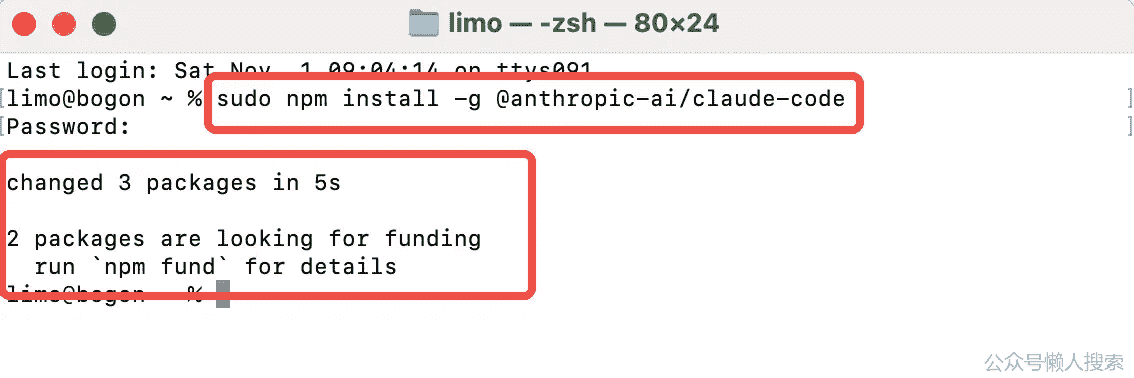 limo — -zsh — 80×24
Last login: Sat Nov 1 09:04:14 on ttys091
limo@bogon ~ % sudo npm install -g @anthropic-ai/claude-code
Password:
changed 3 packages in 5s
2 packages are looking for funding
run `npm fund` for details
limo@bogon ~ %
公众号懒人搜索